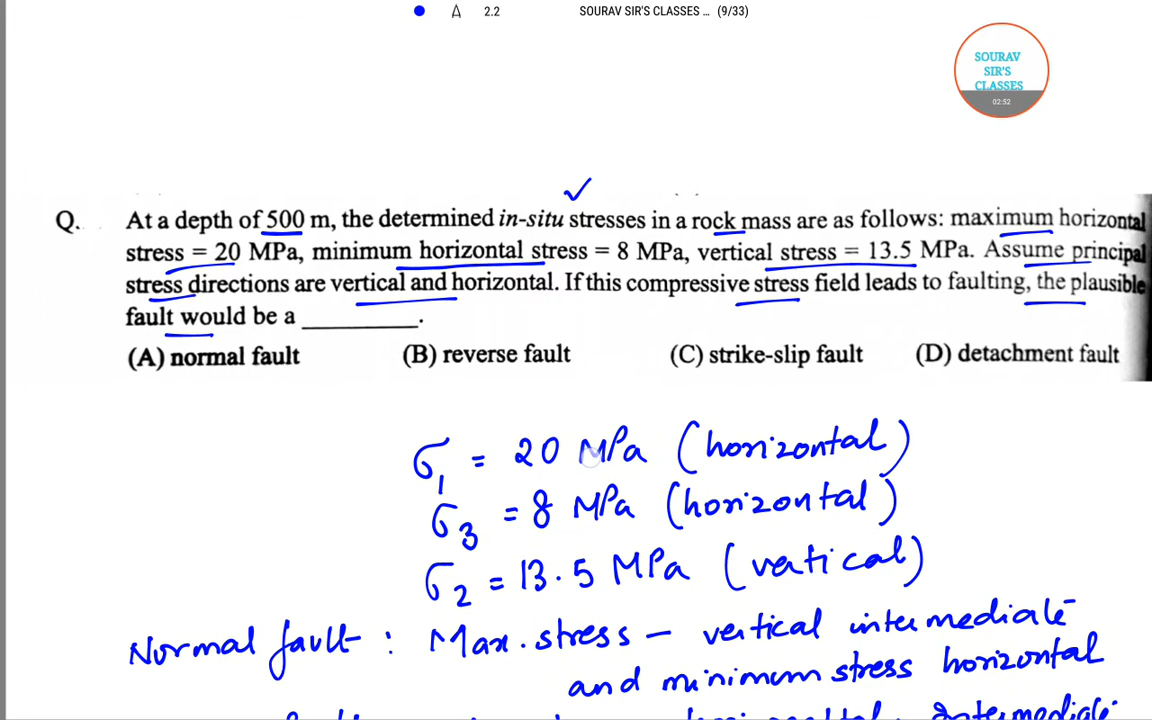 A 2.2 SOURAV SIR'S CLASSES ... (9/33)
SOURAV
SIR'S
CLASSES
02:52
Q. At a depth of 500 m, the determined in-situ stresses in a rock mass are as follows: maximum horizontal
stress = 20 MPa, minimum horizontal stress = 8 MPa, vertical stress = 13.5 MPa. Assume principal
stress directions are vertical and horizontal. If this compressive stress field leads to faulting, the plausible
fault would be a __________.
(A) normal fault (B) reverse fault (C) strike-slip fault (D) detachment fault
σ₁ = 20 MPa (horizontal)
σ₃ = 8 MPa (horizontal)
σ₂ = 13.5 MPa (vertical)
Normal fault : Max. stress – vertical intermediate
and minimum stress horizontal
intermediate